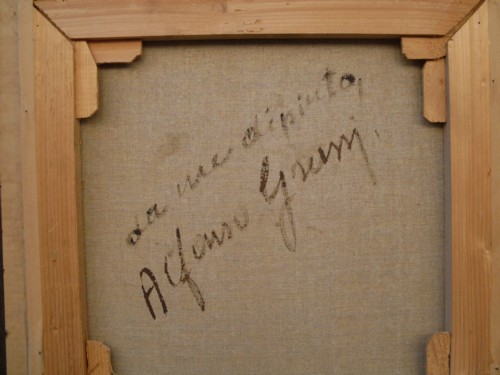 da me dipinto,
Alfonso Grassi.